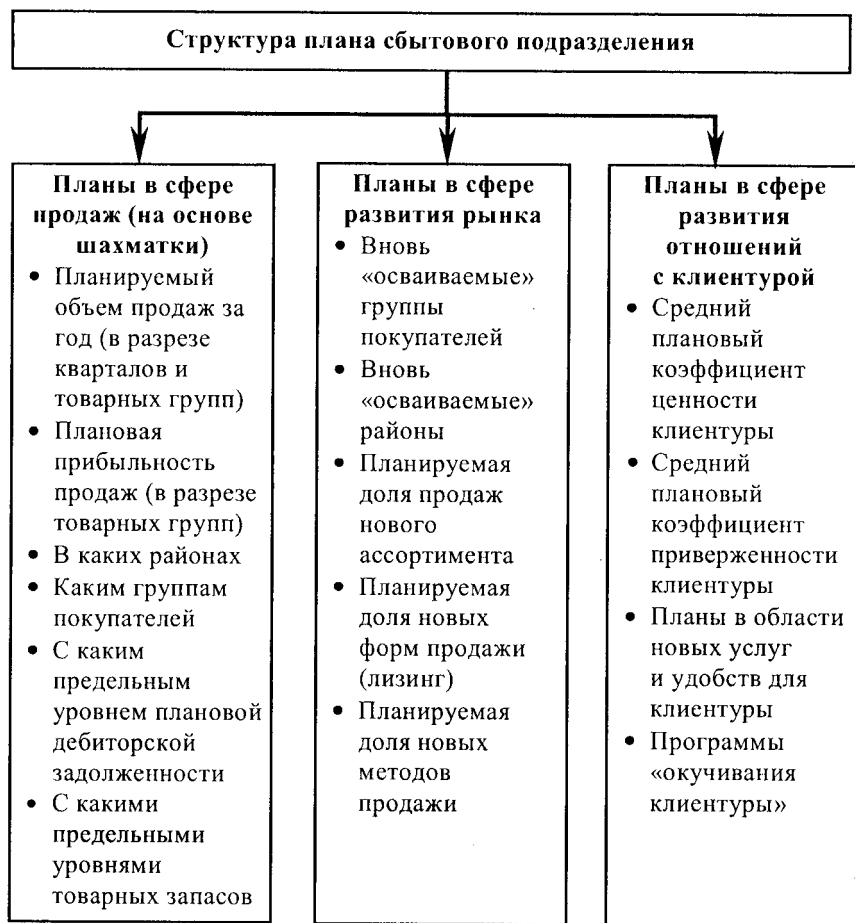 Структура плана сбытового подразделения
Планы в сфере
продаж (на основе
шахматки)
• Планируемый
объем продаж за
год (в разрезе
кварталов и
товарных групп)
• Плановая
прибыльность
продаж (в разрезе
товарных групп)
• В каких районах
• Каким группам
покупателей
• С каким
предельным
уровнем плановой
дебиторской
задолженности
• С какими
предельными
уровнями
товарных запасов
Планы в сфере
развития рынка
• Вновь
«осваиваемые»
группы
покупателей
• Вновь
«осваиваемые»
районы
• Планируемая
доля продаж
нового
ассортимента
• Планируемая
доля новых
форм продажи
(лизинг)
• Планируемая
доля новых
методов
продажи
Планы в сфере
развития
отношений
с клиентурой
• Средний
плановый
коэффициент
ценности
клиентуры
• Средний
плановый
коэффициент
приверженности
клиентуры
• Планы в области
новых услуг
и удобств для
клиентуры
• Программы
«окучивания
клиентуры»